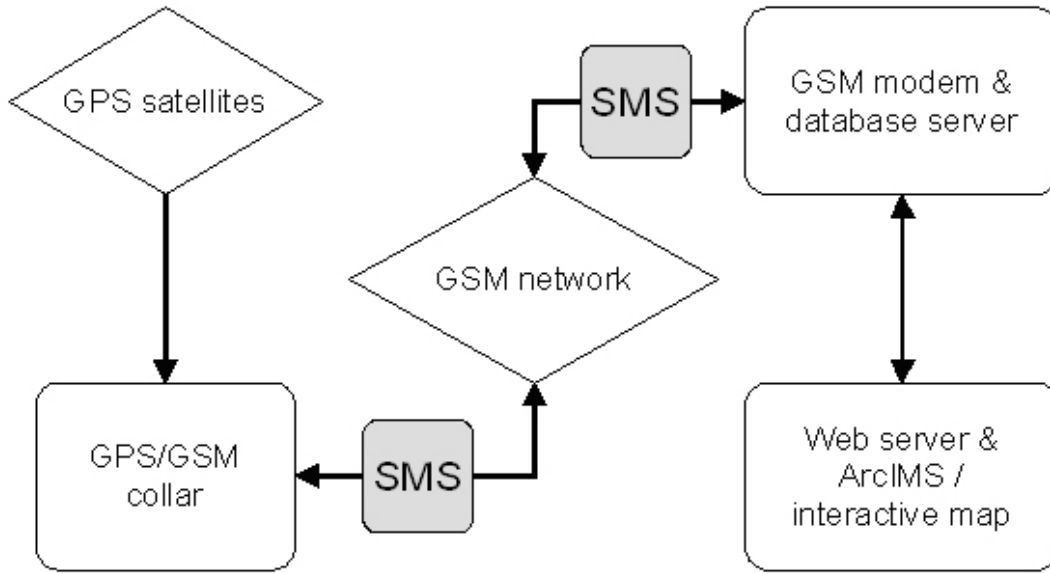 GPS satellites
SMS
GSM modem &
database server
GSM network
GPS/GSM
collar
SMS
Web server &
ArcIMS /
interactive map